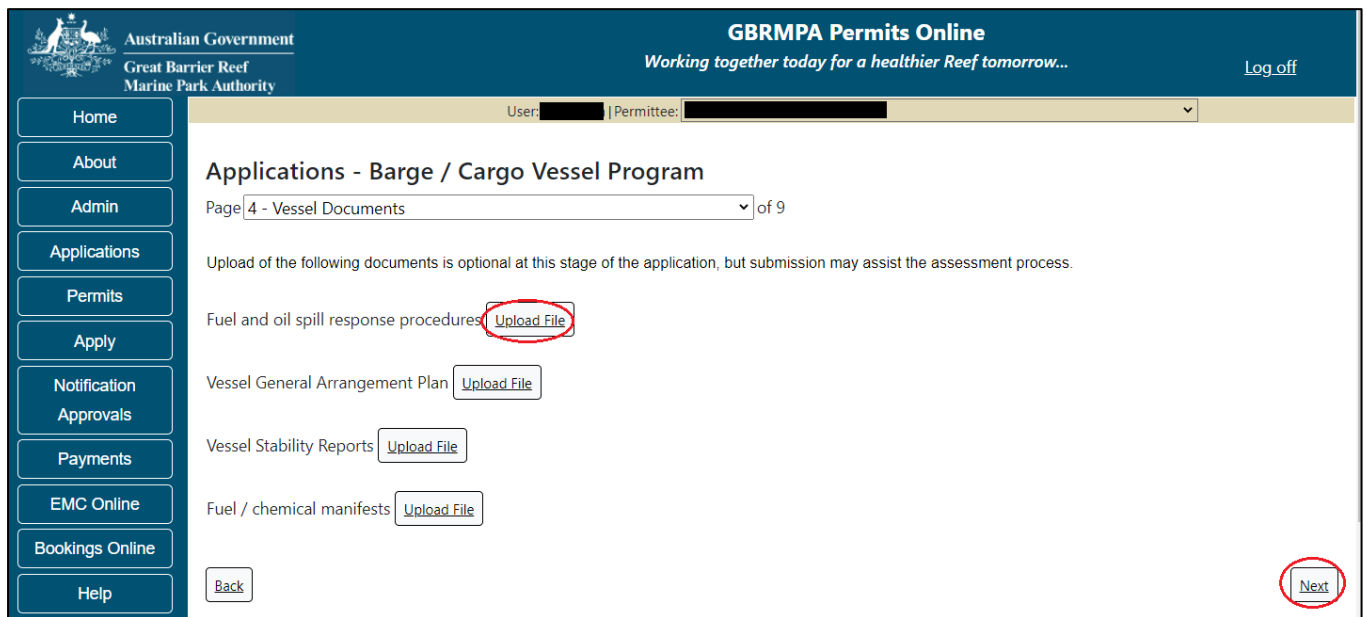 Australian Government
Great Barrier Reef
Marine Park Authority
GBRMPA Permits Online
Working together today for a healthier Reef tomorrow...
Log off
User: | Permittee:
Home
About
Admin
Applications
Permits
Apply
Notification
Approvals
Payments
EMC Online
Bookings Online
Help
Applications - Barge / Cargo Vessel Program
Page 4 - Vessel Documents of 9
Upload of the following documents is optional at this stage of the application, but submission may assist the assessment process.
Fuel and oil spill response procedures Upload File
Vessel General Arrangement Plan Upload File
Vessel Stability Reports Upload File
Fuel / chemical manifests Upload File
Back Next